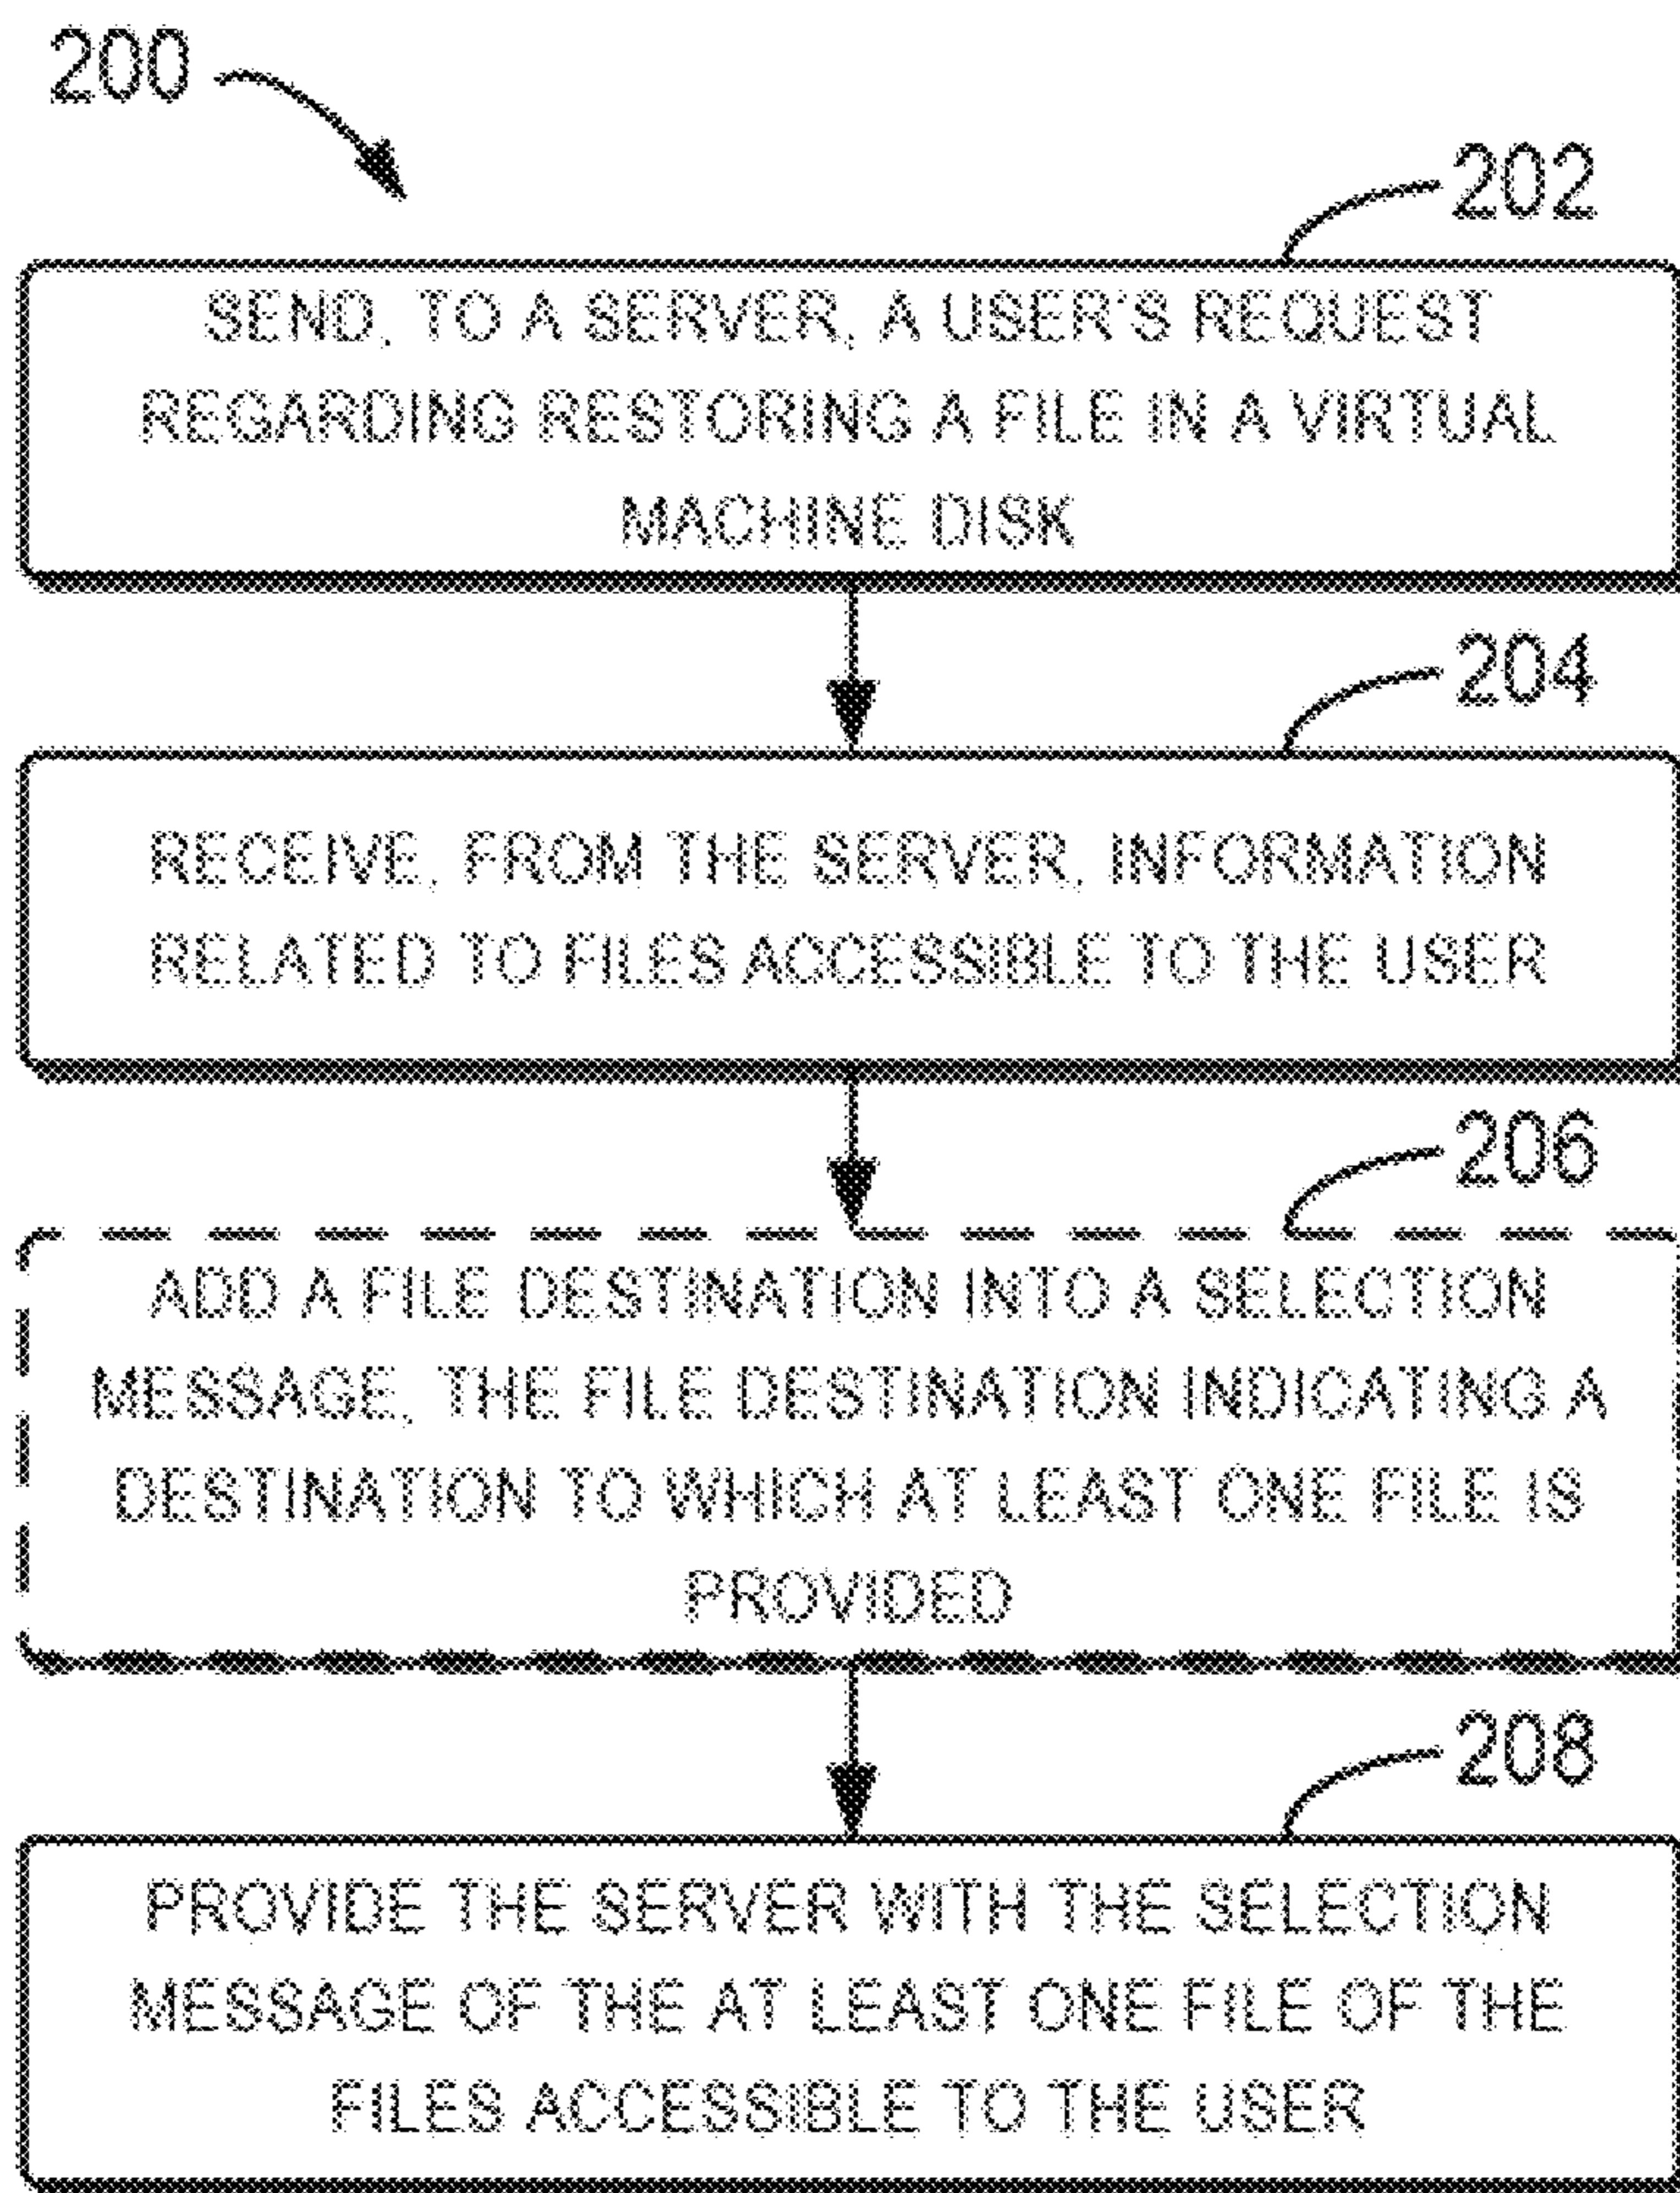 200
202
SEND, TO A SERVER, A USER'S REQUEST
REGARDING RESTORING A FILE IN A VIRTUAL
MACHINE DISK
204
RECEIVE, FROM THE SERVER, INFORMATION
RELATED TO FILES ACCESSIBLE TO THE USER
206
ADD A FILE DESTINATION INTO A SELECTION
MESSAGE, THE FILE DESTINATION INDICATING A
DESTINATION TO WHICH AT LEAST ONE FILE IS
PROVIDED
208
PROVIDE THE SERVER WITH THE SELECTION
MESSAGE OF THE AT LEAST ONE FILE OF THE
FILES ACCESSIBLE TO THE USER